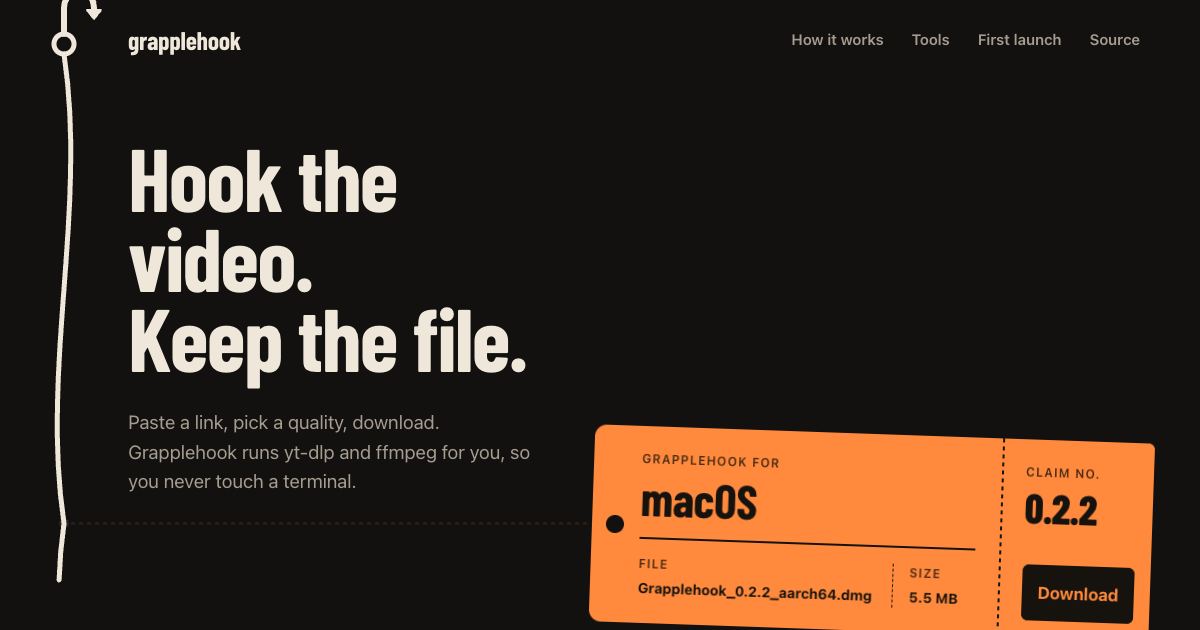 grapplehook
How it works
Tools
First launch
Source
Hook the
video.
Keep the file.
Paste a link, pick a quality, download.
Grapplehook runs yt-dlp and ffmpeg for you, so
you never touch a terminal.
GRAPPLEHOOK FOR
macOS
FILE
Grapplehook_0.2.2_aarch64.dmg
SIZE
5.5 MB
CLAIM NO.
0.2.2
Download